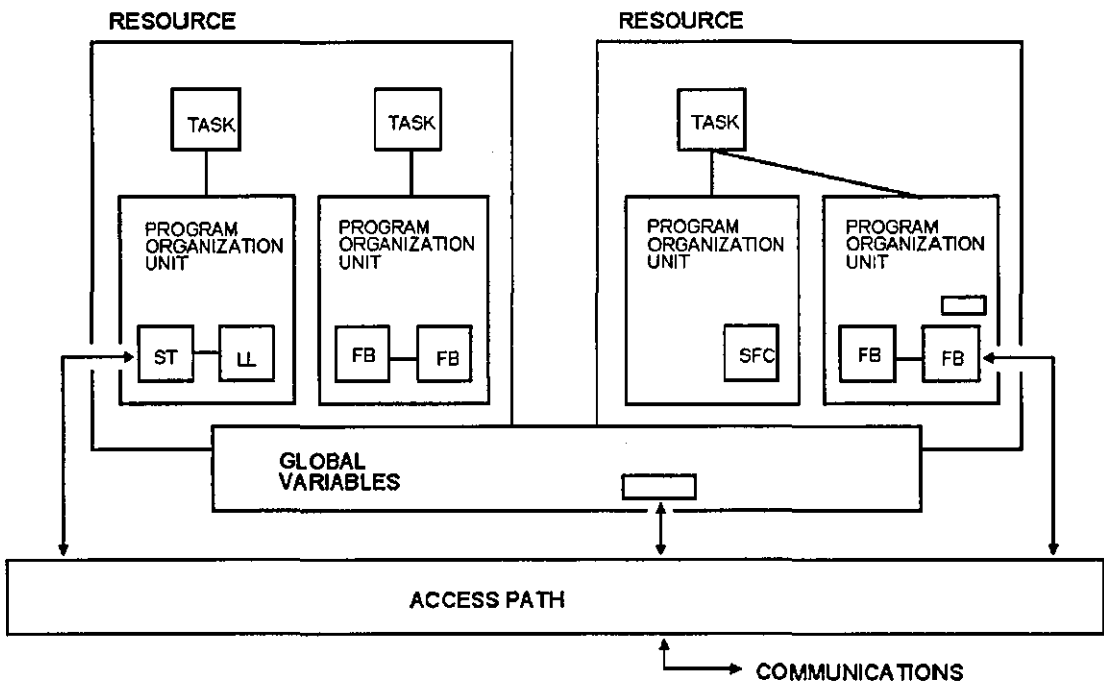 RESOURCE
RESOURCE
TASK
TASK
TASK
PROGRAM
ORGANIZATION
UNIT
PROGRAM
ORGANIZATION
UNIT
PROGRAM
ORGANIZATION
UNIT
PROGRAM
ORGANIZATION
UNIT
ST
LL
FB
FB
SFC
FB
FB
GLOBAL
VARIABLES
ACCESS PATH
COMMUNICATIONS